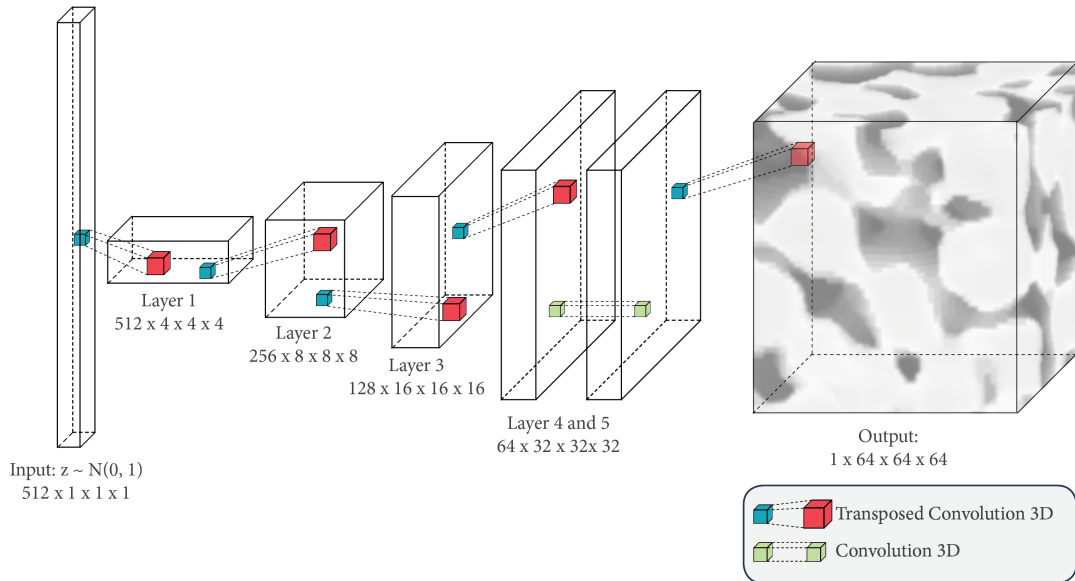 Input: z ~ N(0, 1)
512 x 1 x 1 x 1
Layer 1
512 x 4 x 4 x 4
Layer 2
256 x 8 x 8 x 8
Layer 3
128 x 16 x 16 x 16
Layer 4 and 5
64 x 32 x 32x 32
Output:
1 x 64 x 64 x 64
Transposed Convolution 3D
Convolution 3D